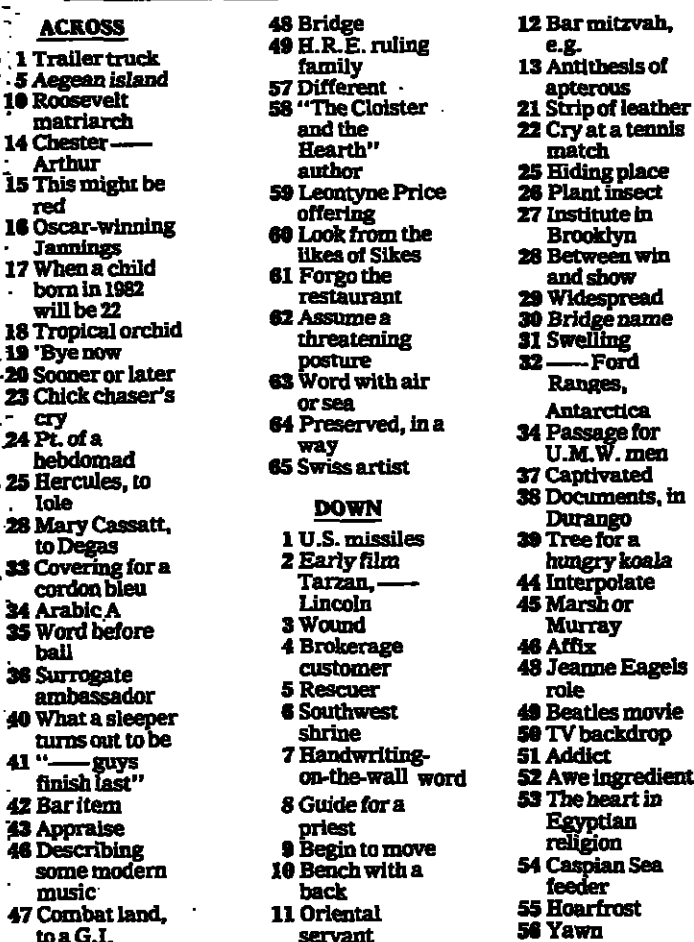 ACROSS
1 Trailer truck
5 Aegean island
10 Roosevelt
matriarch
14 Chester——
Arthur
15 This might be
red
16 Oscar-winning
Jannings
17 When a child
born in 1982
will be 22
18 Tropical orchid
19 'Bye now
20 Sooner or later
23 Chick chaser's
cry
24 Pt. of a
hebdomad
25 Hercules, to
Iole
28 Mary Cassatt,
to Degas
33 Covering for a
cordon bleu
34 Arabic A
35 Word before
ball
36 Surrogate
ambassador
40 What a sleeper
turns out to be
41 "——guys
finish last"
42 Bar item
43 Appraise
46 Describing
some modern
music
47 Combat land,
to a G.I.
48 Bridge
49 H.R.E. ruling
family
57 Different
58 "The Cloister
and the
Hearth"
author
59 Leontyne Price
offering
60 Look from the
likes of Sikes
61 Forgo the
restaurant
62 Assume a
threatening
posture
63 Word with air
or sea
64 Preserved, in a
way
65 Swiss artist
DOWN
1 U.S. missiles
2 Early film
Tarzan, ——
Lincoln
3 Wound
4 Brokerage
customer
5 Rescuer
6 Southwest
shrine
7 Handwriting-
on-the-wall word
8 Guide for a
priest
9 Begin to move
10 Bench with a
back
11 Oriental
servant
12 Bar mitzvah,
e.g.
13 Antithesis of
apterous
21 Strip of leather
22 Cry at a tennis
match
25 Hiding place
26 Plant insect
27 Institute in
Brooklyn
28 Between win
and show
29 Widespread
30 Bridge name
31 Swelling
32 ——Ford
Ranges,
Antarctica
34 Passage for
U.M.W. men
37 Captivated
38 Documents, in
Durango
39 Tree for a
hungry koala
44 Interpolate
45 Marsh or
Murray
46 Affix
48 Jeanne Eagels
role
49 Beatles movie
50 TV backdrop
51 Addict
52 Awe ingredient
53 The heart in
Egyptian
religion
54 Caspian Sea
feeder
55 Hoarfrost
56 Yawn